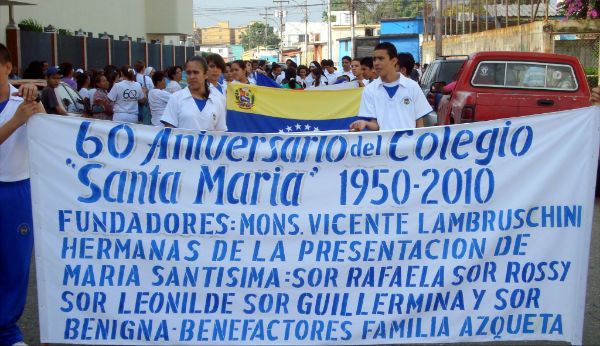 60 Aniversario del Colegio
"Santa Maria" 1950-2010
FUNDADORES: MONS. VICENTE LAMBRUSCHINI
HERMANAS DE LA PRESENTACION DE
MARIA SANTISIMA: SOR RAFAELA SOR ROSSY
SOR LEONILDE SOR GUILLERMINA Y SOR
BENIGNA-BENEFACTORES FAMILIA AZQUETA
60